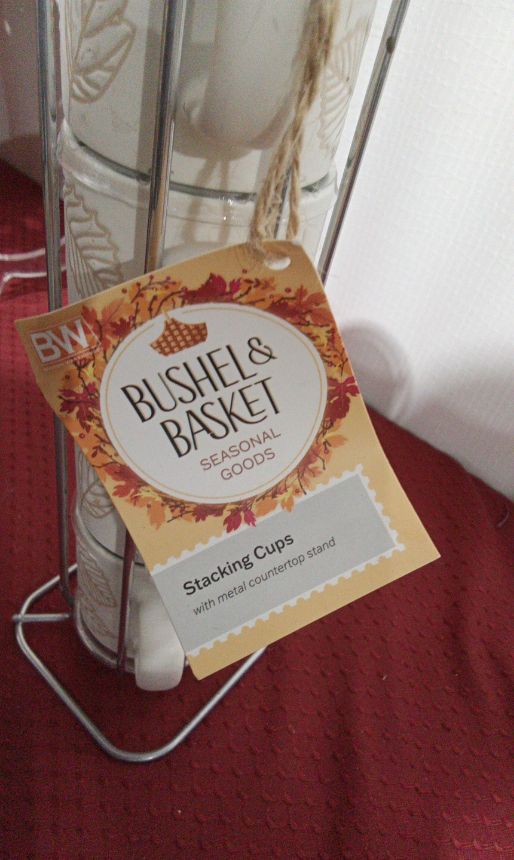 BW
BUSHEL &
BASKET
SEASONAL
GOODS
Stacking Cups
with metal countertop stand